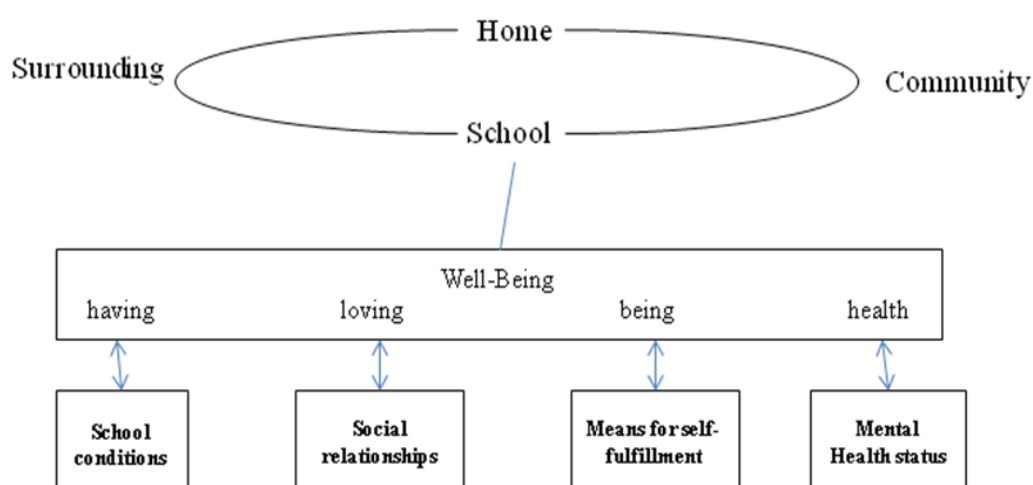 Home
Surrounding
Community
School
Well-Being
having loving being health
School
conditions
Social
relationships
Means for self-
fulfillment
Mental
Health status